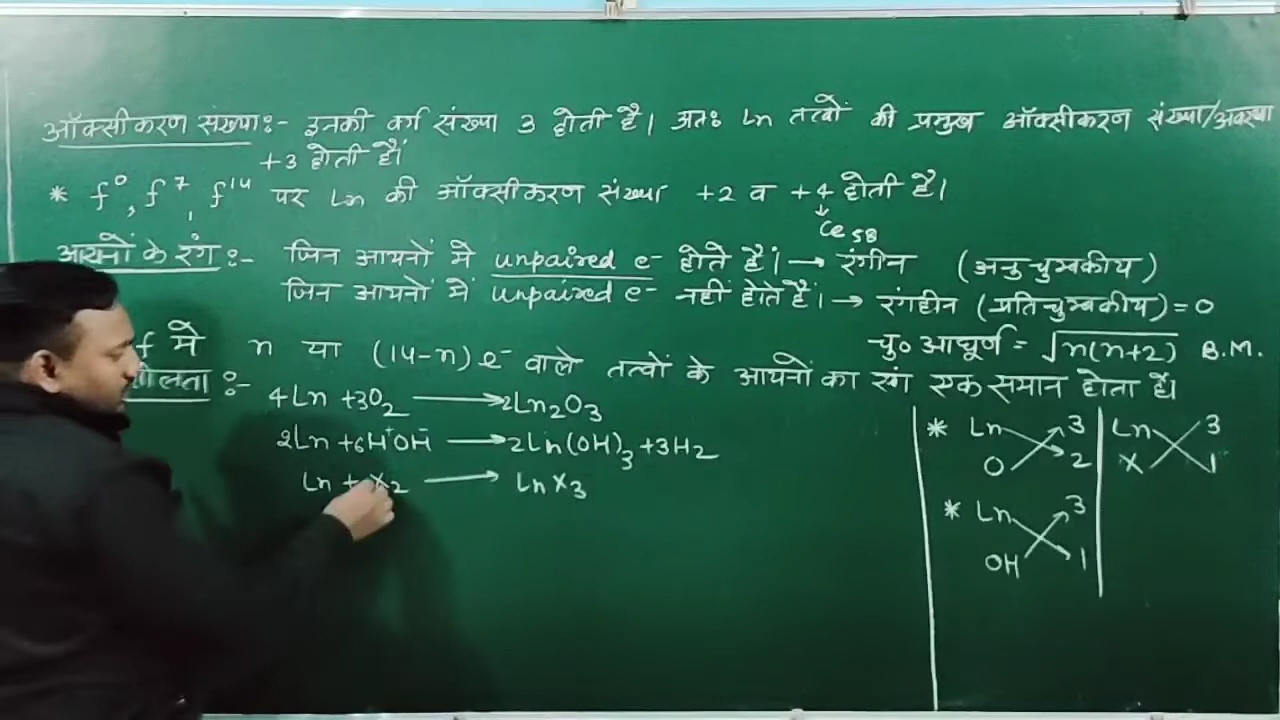 ऑक्सीकरण संख्या:- इनकी वर्ग संख्या 3 होती है। अतः Ln तत्वों की प्रमुख ऑक्सीकरण संख्या/अवस्था
+3 होती हैं।
* f⁰, f⁷, f¹⁴ पर Ln की ऑक्सीकरण संख्या +2 व +4 होती है।
↓
Ce₅₈
आयनों के रंग:- जिन आयनों मे unpaired e⁻ होते हैं। → रंगीन (अनुचुम्बकीय)
जिन आयनों में unpaired e⁻ नहीं होते हैं। → रंगहीन (प्रतिचुम्बकीय) = 0
चु० आघूर्ण = √n(n+2) B.M.
f में n या (14-n) e⁻ वाले तत्वों के आयनों का रंग एक समान होता है।
:-
4Ln + 3O₂ → 2Ln₂O₃
2Ln + 6H⁺OH⁻ → 2Ln(OH)₃ + 3H₂
Ln + X₂ → LnX₃
* Ln 3
O 2
* Ln 3
OH 1
Ln 3
X 1